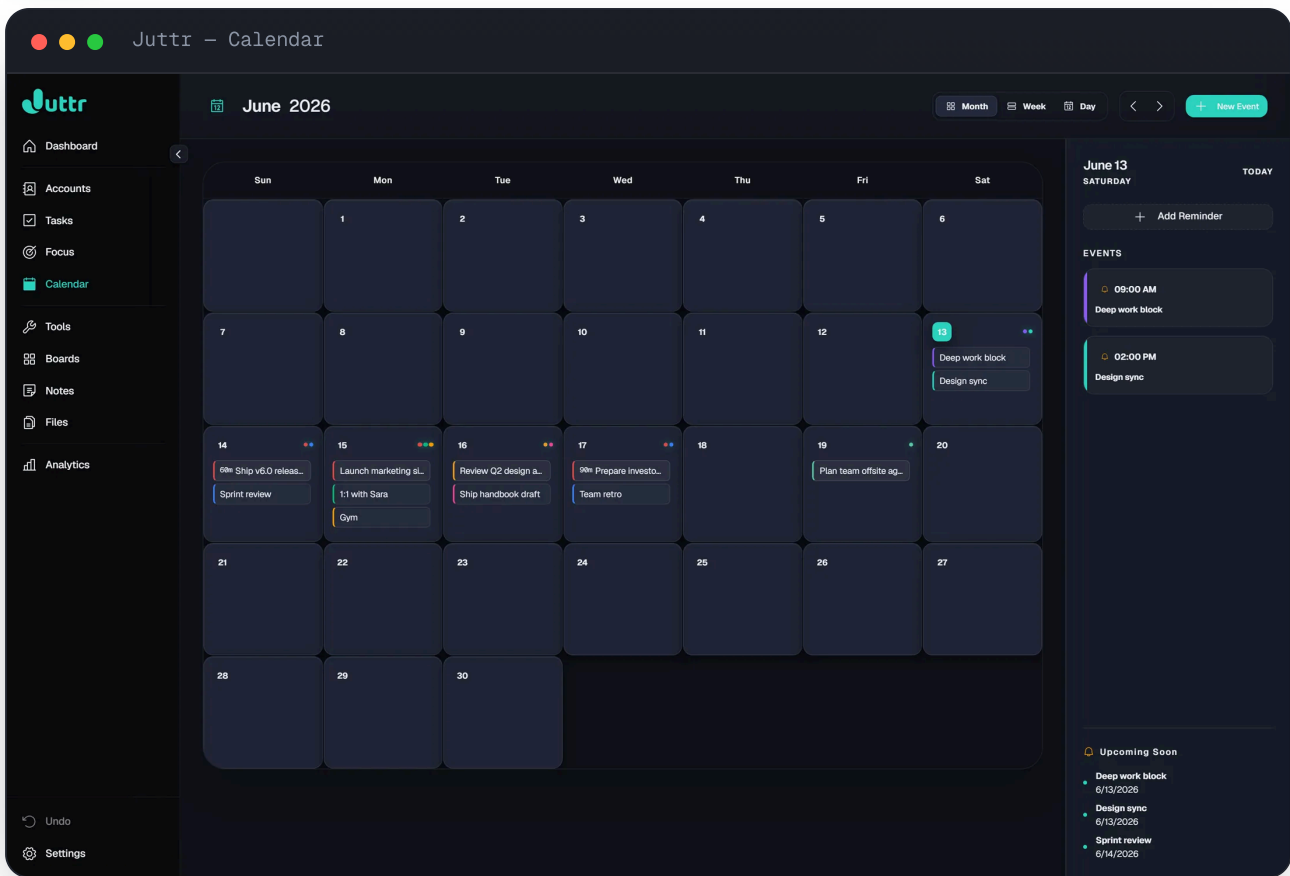 Juttr — Calendar
Juttr
Dashboard
Accounts
Tasks
Focus
Calendar
Tools
Boards
Notes
Files
Analytics
Undo
Settings
12
June 2026
Month
Week
Day
New Event
Sun Mon Tue Wed Thu Fri Sat
1 2 3 4 5 6
7 8 9 10 11 12 13
Deep work block
Design sync
14 15 16 17 18 19 20
60m Ship v6.0 releas... Launch marketing si... Review Q2 design a... 90m Prepare investo... Plan team offsite ag...
Sprint review 1:1 with Sara Ship handbook draft Team retro
Gym
21 22 23 24 25 26 27
28 29 30
June 13
SATURDAY
TODAY
Add Reminder
EVENTS
09:00 AM
Deep work block
02:00 PM
Design sync
Upcoming Soon
Deep work block
6/13/2026
Design sync
6/13/2026
Sprint review
6/14/2026